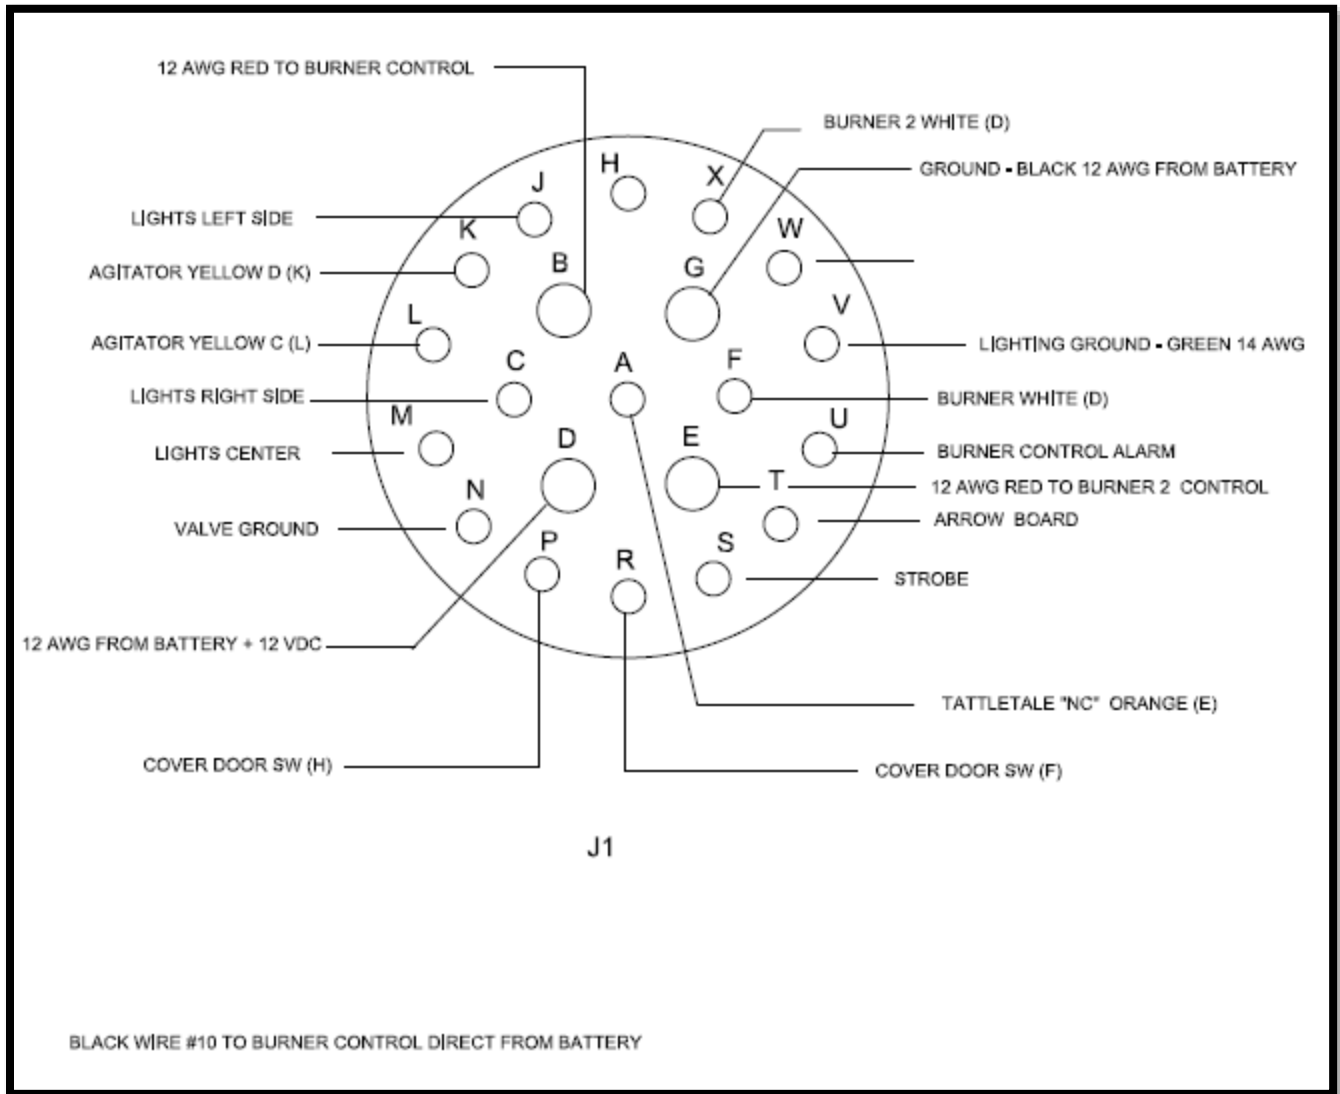 12 AWG RED TO BURNER CONTROL
BURNER 2 WHITE (D)
H
X
GROUND - BLACK 12 AWG FROM BATTERY
J
LIGHTS LEFT SIDE
K
W
AGITATOR YELLOW D (K)
B
G
L
V
AGITATOR YELLOW C (L)
LIGHTING GROUND - GREEN 14 AWG
C
A
F
LIGHTS RIGHT SIDE
BURNER WHITE (D)
M
U
LIGHTS CENTER
D
E
BURNER CONTROL ALARM
N
T
12 AWG RED TO BURNER 2 CONTROL
VALVE GROUND
ARROW BOARD
P
R
S
STROBE
12 AWG FROM BATTERY + 12 VDC
TATTLETALE "NC" ORANGE (E)
COVER DOOR SW (H)
COVER DOOR SW (F)
J1
BLACK WIRE #10 TO BURNER CONTROL DIRECT FROM BATTERY